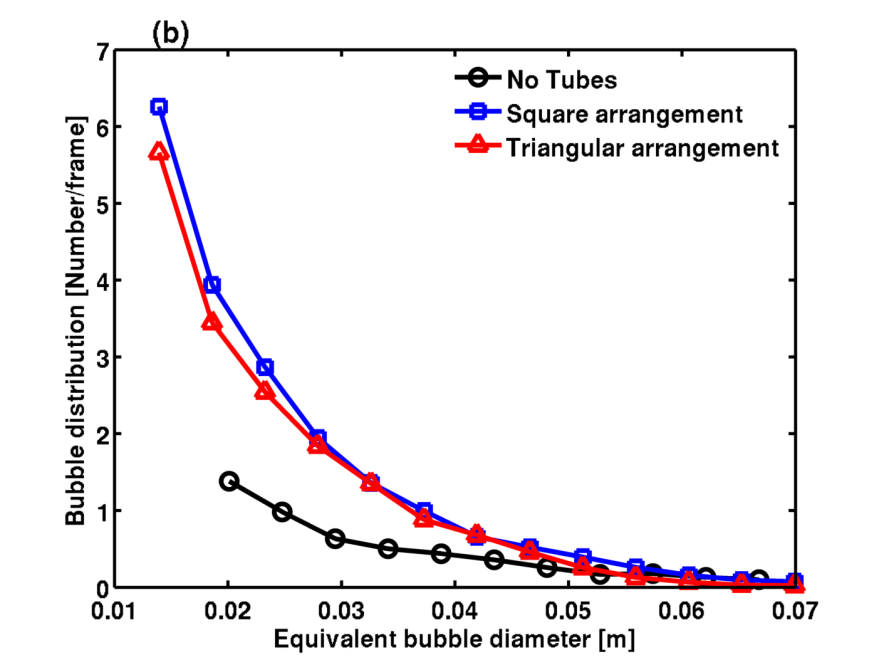 (b)
7
6
5
4
3
2
1
0
Bubble distribution [Number/frame]
No Tubes
Square arrangement
Triangular arrangement
0.01 0.02 0.03 0.04 0.05 0.06 0.07
Equivalent bubble diameter [m]